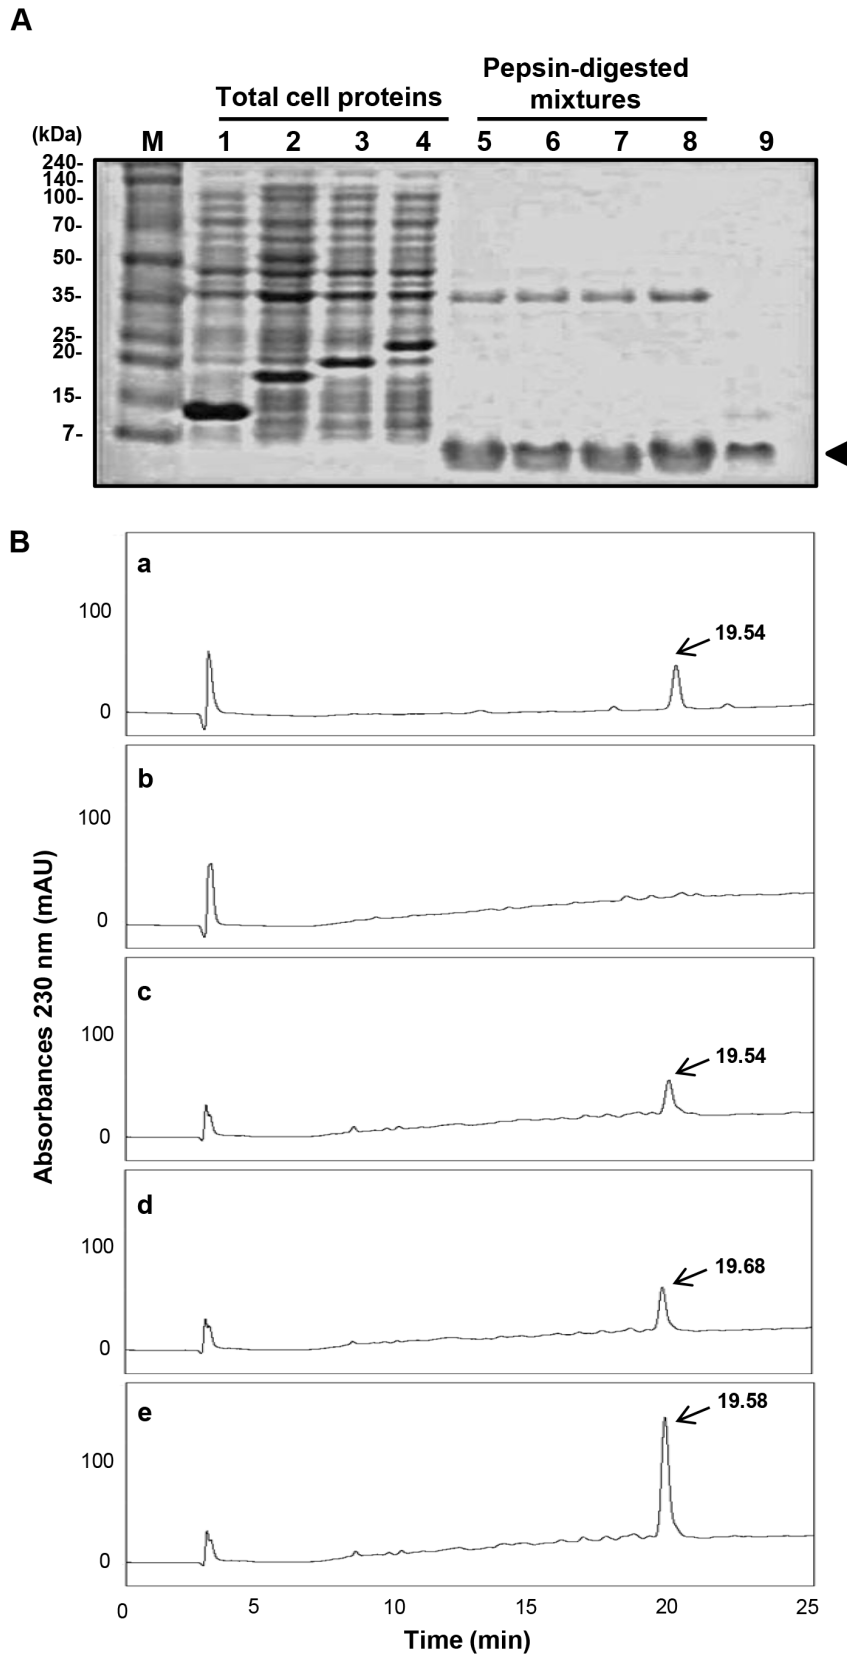 A
Total cell proteins
Pepsin-digested
mixtures
(kDa) M 1 2 3 4 5 6 7 8 9
240-
140-
100-
70-
50-
35-
25-
20-
15-
7-
B
Absorbances 230 nm (mAU)
a
100
0
19.54
b
100
0
c
100
0
19.54
d
100
0
19.68
e
100
0
19.58
0 5 10 15 20 25
Time (min)